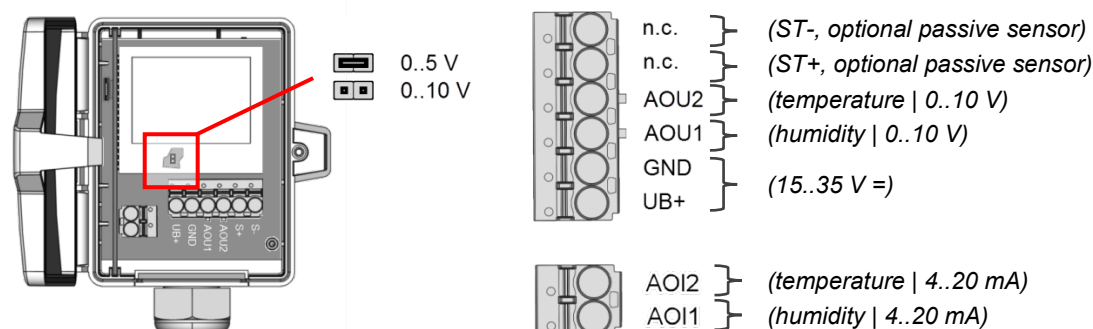 0..5 V
0..10 V
UB+
GND
AOU1
AOU2
S+
S-
n.c. (ST-, optional passive sensor)
n.c. (ST+, optional passive sensor)
AOU2 (temperature | 0..10 V)
AOU1 (humidity | 0..10 V)
GND
UB+ (15..35 V =)
AOI2 (temperature | 4..20 mA)
AOI1 (humidity | 4..20 mA)